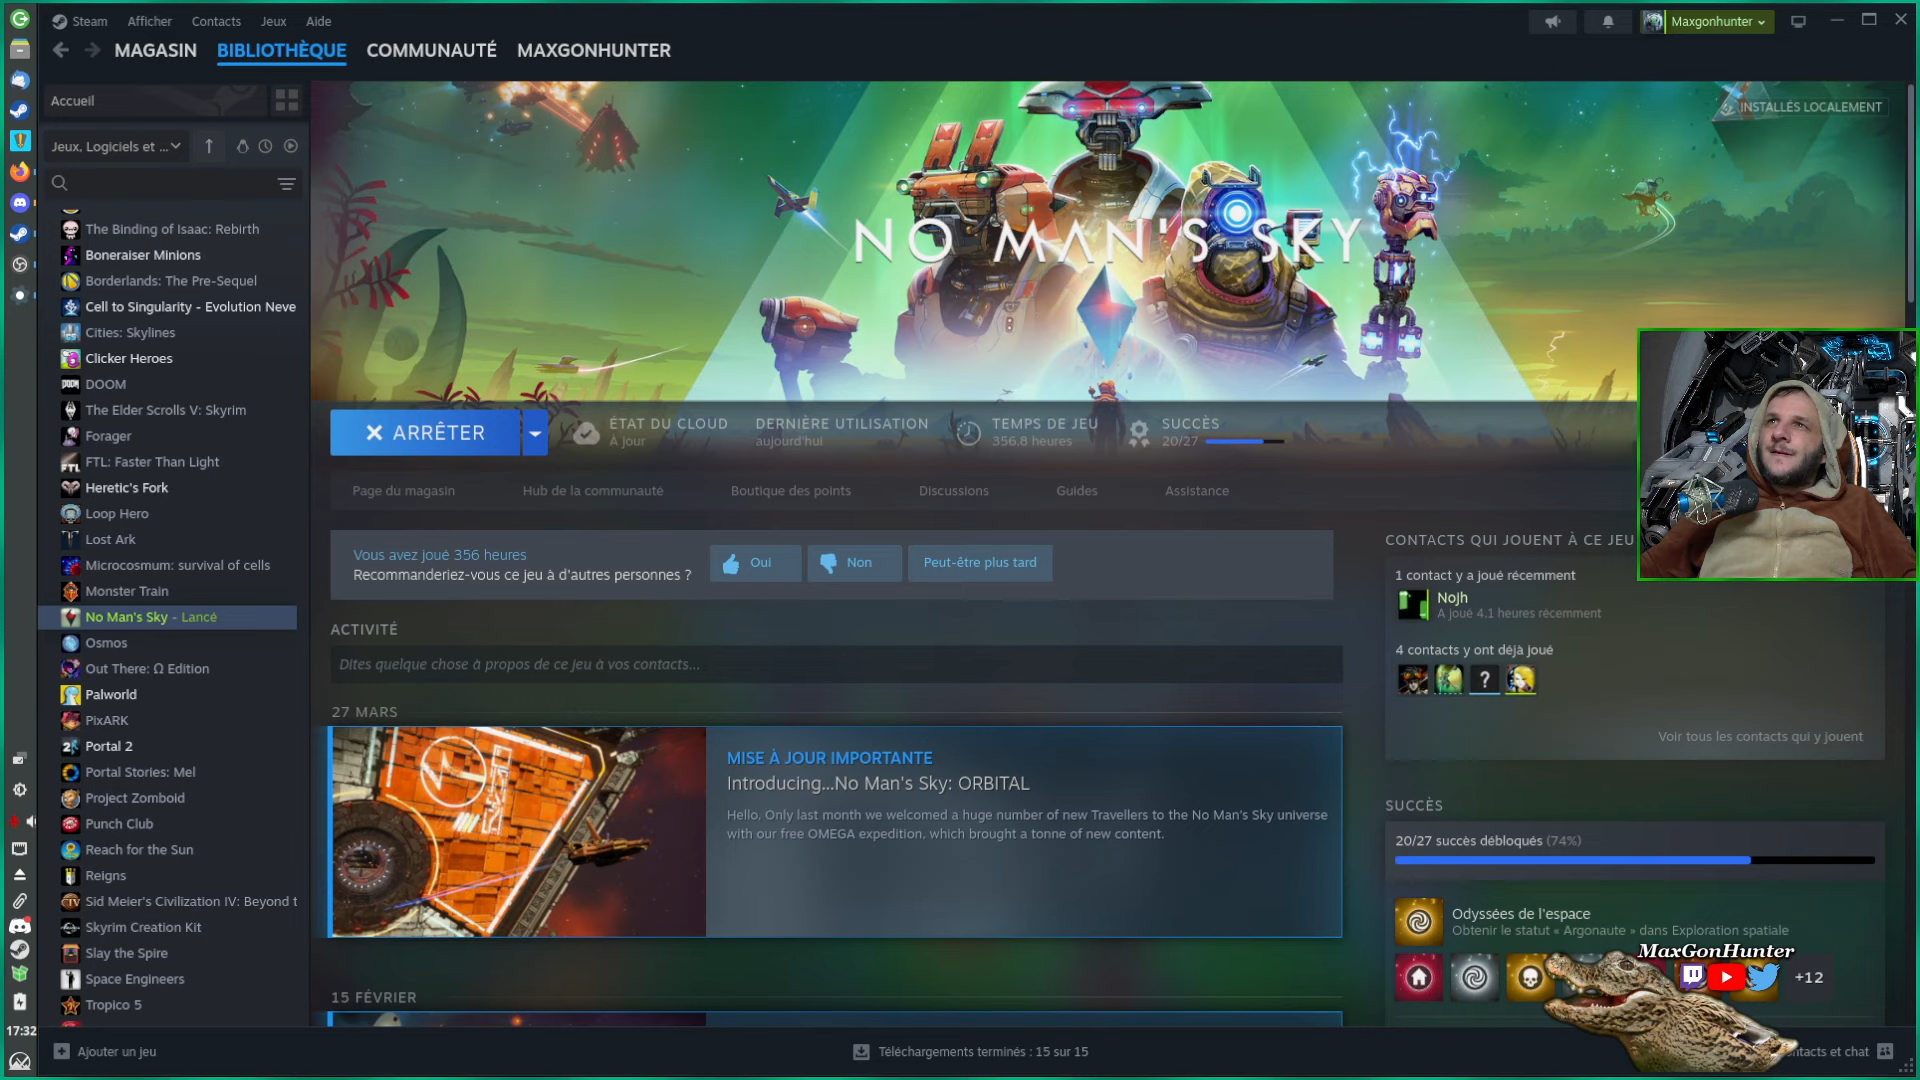 Steam Afficher Contacts Jeux Aide
Maxgonhunter
MAGASIN BIBLIOTHÈQUE COMMUNAUTÉ MAXGONHUNTER
Accueil
INSTALLÉS LOCALEMENT
Jeux, Logiciels et ...
NO MAN'S SKY
The Binding of Isaac: Rebirth
Boneraiser Minions
Borderlands: The Pre-Sequel
Cell to Singularity - Evolution Neve
Cities: Skylines
Clicker Heroes
DOOM
The Elder Scrolls V: Skyrim
Forager
FTL: Faster Than Light
Heretic's Fork
Loop Hero
Lost Ark
Microcosmum: survival of cells
Monster Train
No Man's Sky - Lancé
Osmos
Out There: Ω Edition
Palworld
PixARK
Portal 2
Portal Stories: Mel
Project Zomboid
Punch Club
Reach for the Sun
Reigns
Sid Meier's Civilization IV: Beyond t
Skyrim Creation Kit
Slay the Spire
Space Engineers
Tropico 5
17:32
Ajouter un jeu
ARRÊTER
ÉTAT DU CLOUD
À jour
DERNIÈRE UTILISATION
aujourd'hui
TEMPS DE JEU
356,8 heures
SUCCÈS
20/27
Page du magasin Hub de la communauté Boutique des points Discussions Guides Assistance
Vous avez joué 356 heures
Recommanderiez-vous ce jeu à d'autres personnes ?
Oui Non Peut-être plus tard
ACTIVITÉ
Dites quelque chose à propos de ce jeu à vos contacts...
27 MARS
MISE À JOUR IMPORTANTE
Introducing...No Man's Sky: ORBITAL
Hello, Only last month we welcomed a huge number of new Travellers to the No Man's Sky universe
with our free OMEGA expedition, which brought a tonne of new content.
15 FÉVRIER
CONTACTS QUI JOUENT À CE JEU
1 contact y a joué récemment
Nojh
A joué 4.1 heures récemment
4 contacts y ont déjà joué
?
Voir tous les contacts qui y jouent
SUCCÈS
20/27 succès débloqués (74%)
Odyssées de l'espace
Obtenir le statut « Argonaute » dans Exploration spatiale
MaxGonHunter
+12
Téléchargements terminés : 15 sur 15
ntacts et chat